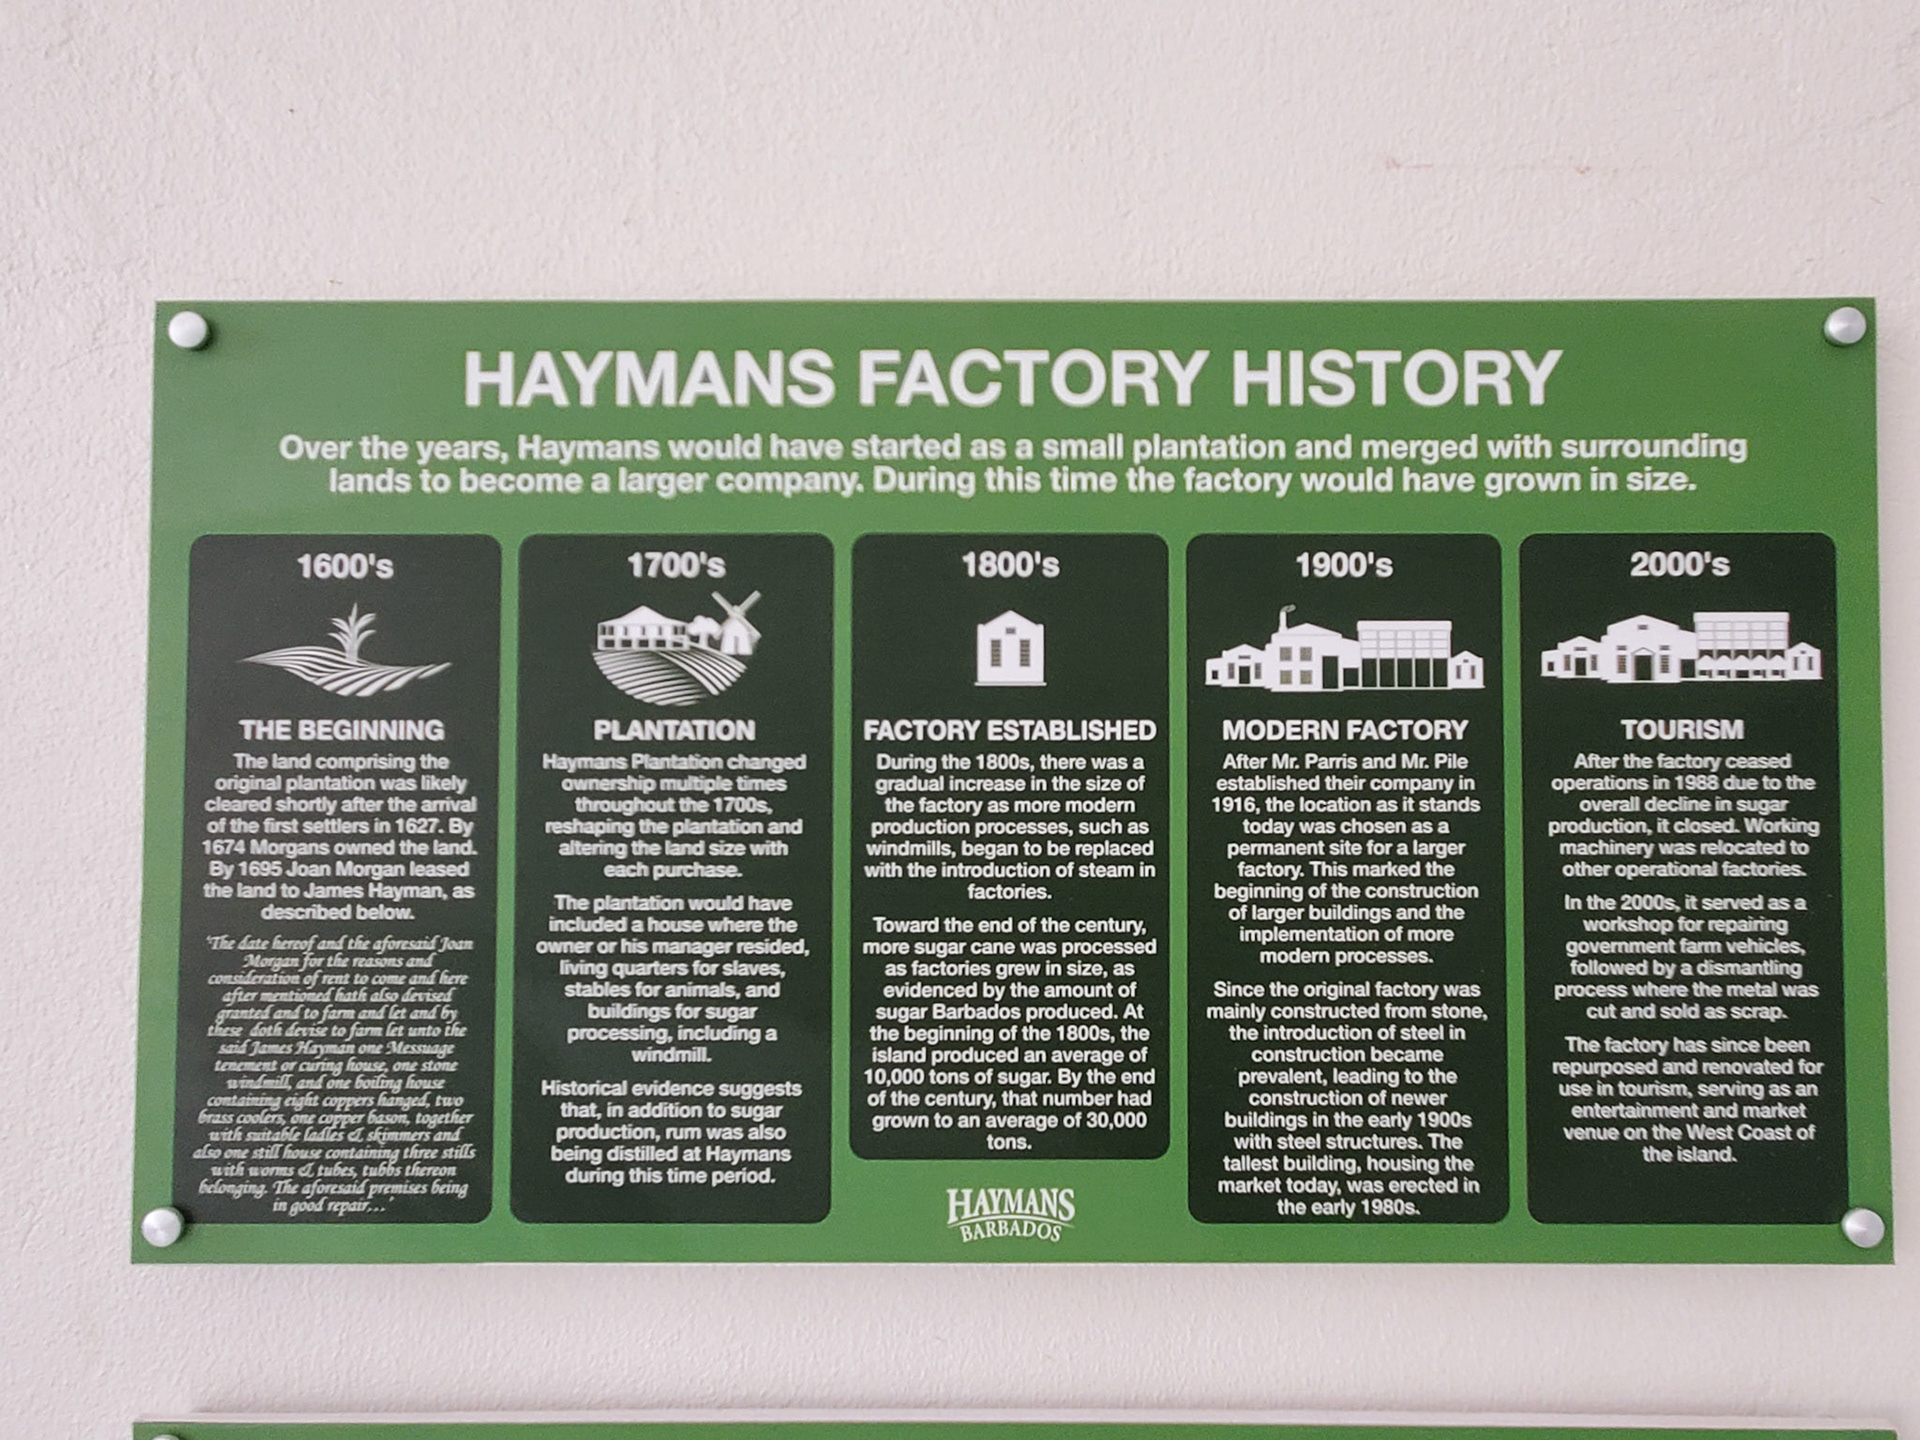 HAYMANS FACTORY HISTORY
Over the years, Haymans would have started as a small plantation and merged with surrounding
lands to become a larger company. During this time the factory would have grown in size.
1600's
THE BEGINNING
The land comprising the
original plantation was likely
cleared shortly after the arrival
of the first settlers in 1627. By
1674 Morgans owned the land.
By 1695 Joan Morgan leased
the land to James Hayman, as
described below.
'The date hereof and the aforesaid Joan
Morgan for the reasons and
consideration of rent to come and here
after mentioned hath also devised
granted and to farm and let and by
these doth devise to farm let unto the
said James Hayman one Message
tenement or curing house, one stone
windmill, and one boiling house
containing eight coppers hanged, two
brass coolers, one copper bason, together
with suitable ladles & skimmers and
also one still house containing three stills
with worms & tubes, tubbs thereon
belonging. The aforesaid premises being
in good repair...'
1700's
PLANTATION
Haymans Plantation changed
ownership multiple times
throughout the 1700s,
reshaping the plantation and
altering the land size with
each purchase.
The plantation would have
included a house where the
owner or his manager resided,
living quarters for slaves,
stables for animals, and
buildings for sugar
processing, including a
windmill.
Historical evidence suggests
that, in addition to sugar
production, rum was also
being distilled at Haymans
during this time period.
1800's
FACTORY ESTABLISHED
During the 1800s, there was a
gradual increase in the size of
the factory as more modern
production processes, such as
windmills, began to be replaced
with the introduction of steam in
factories.
Toward the end of the century,
more sugar cane was processed
as factories grew in size, as
evidenced by the amount of
sugar Barbados produced. At
the beginning of the 1800s, the
island produced an average of
10,000 tons of sugar. By the end
of the century, that number had
grown to an average of 30,000
tons.
1900's
MODERN FACTORY
After Mr. Parris and Mr. Pile
established their company in
1916, the location as it stands
today was chosen as a
permanent site for a larger
factory. This marked the
beginning of the construction
of larger buildings and the
implementation of more
modern processes.
Since the original factory was
mainly constructed from stone,
the introduction of steel in
construction became
prevalent, leading to the
construction of newer
buildings in the early 1900s
with steel structures. The
tallest building, housing the
market today, was erected in
the early 1980s.
2000's
TOURISM
After the factory ceased
operations in 1988 due to the
overall decline in sugar
production, it closed. Working
machinery was relocated to
other operational factories.
In the 2000s, it served as a
workshop for repairing
government farm vehicles,
followed by a dismantling
process where the metal was
cut and sold as scrap.
The factory has since been
repurposed and renovated for
use in tourism, serving as an
entertainment and market
venue on the West Coast of
the island.
HAYMANS
BARBADOS